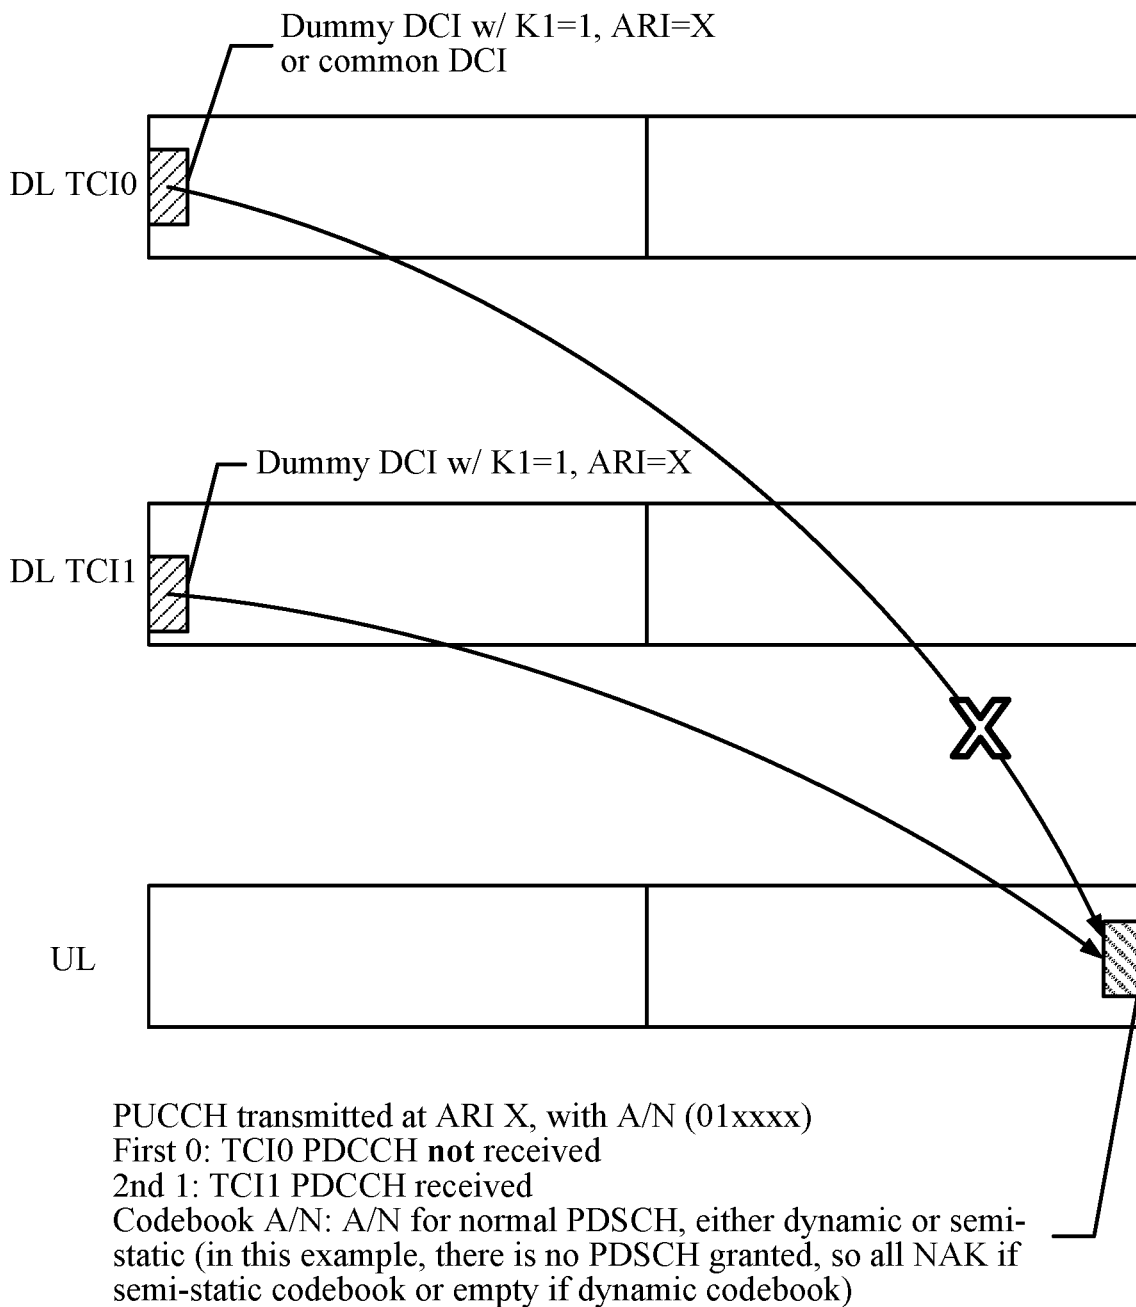 Dummy DCI w/ K1=1, ARI=X
or common DCI
DL TCI0
Dummy DCI w/ K1=1, ARI=X
DL TCI1
X
UL
PUCCH transmitted at ARI X, with A/N (01xxxx)
First 0: TCI0 PDCCH not received
2nd 1: TCI1 PDCCH received
Codebook A/N: A/N for normal PDSCH, either dynamic or semi-
static (in this example, there is no PDSCH granted, so all NAK if
semi-static codebook or empty if dynamic codebook)